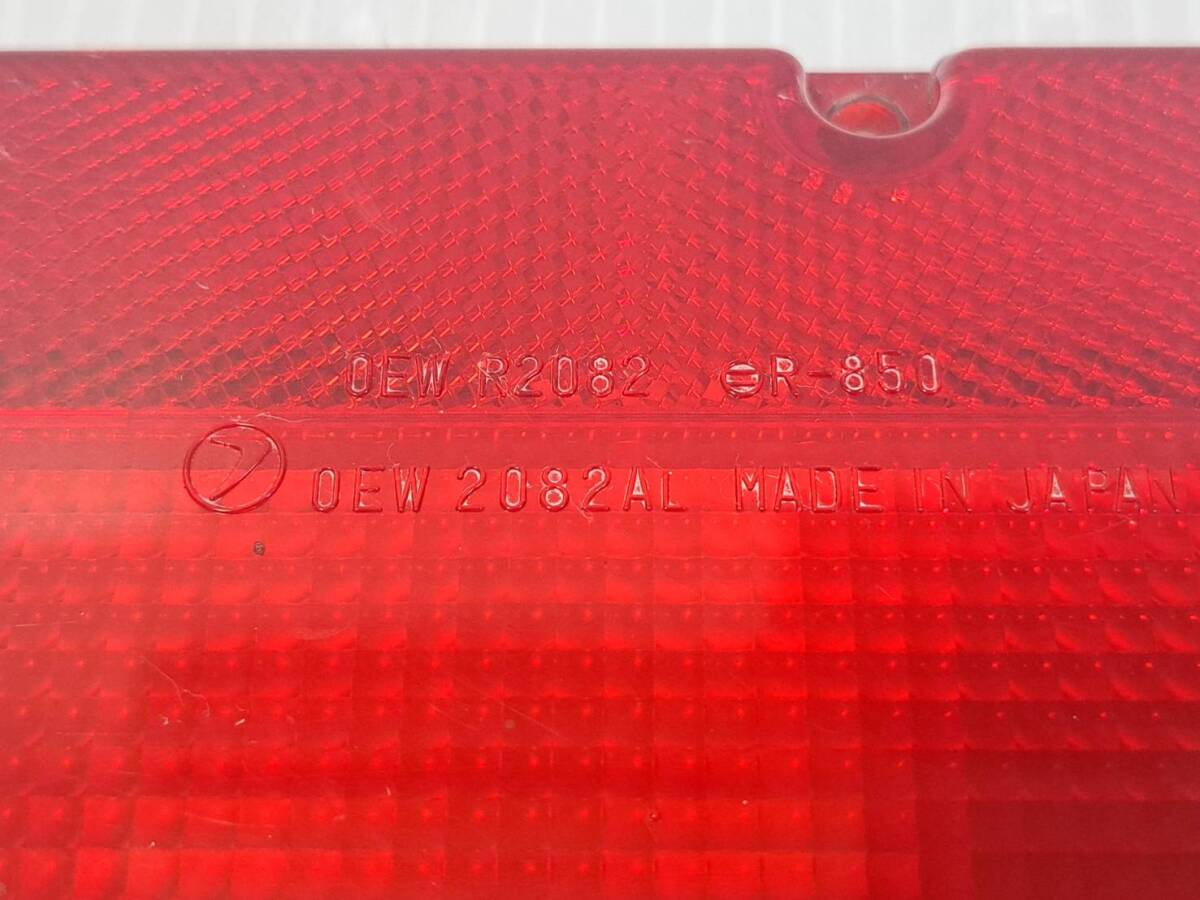 OEW R2082 ⊖R-850
OEW 2082AL MADE IN JAPAN